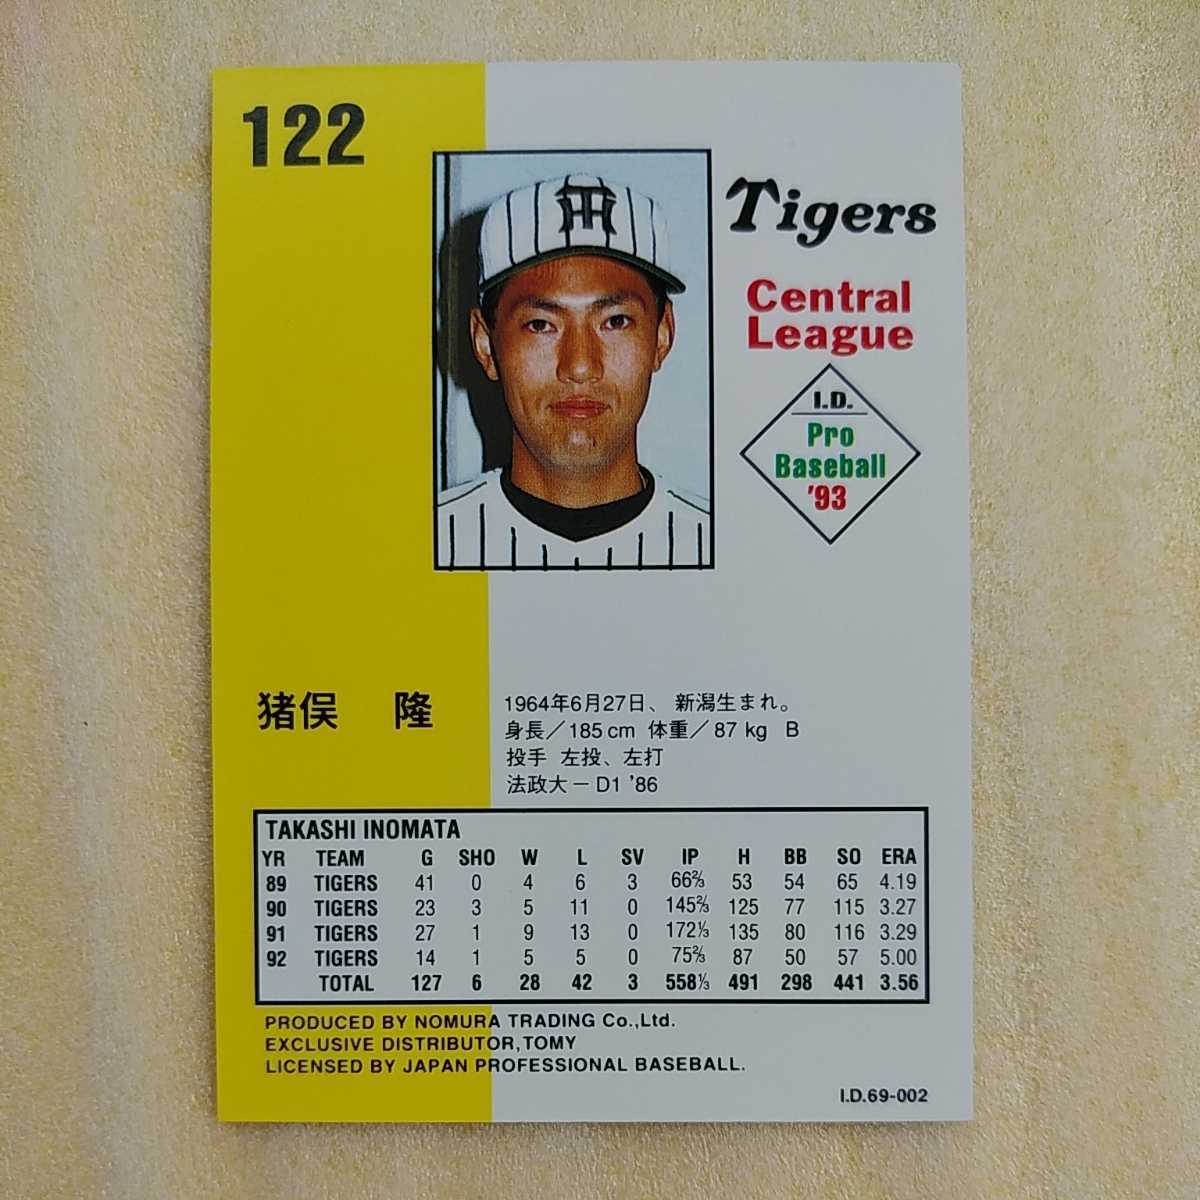 122
TH
Tigers
Central
League
I.D.
Pro
Baseball
'93
猪俣 隆
1964年6月27日、 新潟生まれ。
身長／185cm 体重／87kg B
投手 左投、左打
法政大－D1 '86
TAKASHI INOMATA
YR TEAM G SHO W L SV IP H BB SO ERA
89 TIGERS 41 0 4 6 3 66⅔ 53 54 65 4.19
90 TIGERS 23 3 5 11 0 145⅔ 125 77 115 3.27
91 TIGERS 27 1 9 13 0 172⅓ 135 80 116 3.29
92 TIGERS 14 1 5 5 0 75⅔ 87 50 57 5.00
TOTAL 127 6 28 42 3 558⅓ 491 298 441 3.56
PRODUCED BY NOMURA TRADING Co.,Ltd.
EXCLUSIVE DISTRIBUTOR,TOMY
LICENSED BY JAPAN PROFESSIONAL BASEBALL.
I.D.69-002